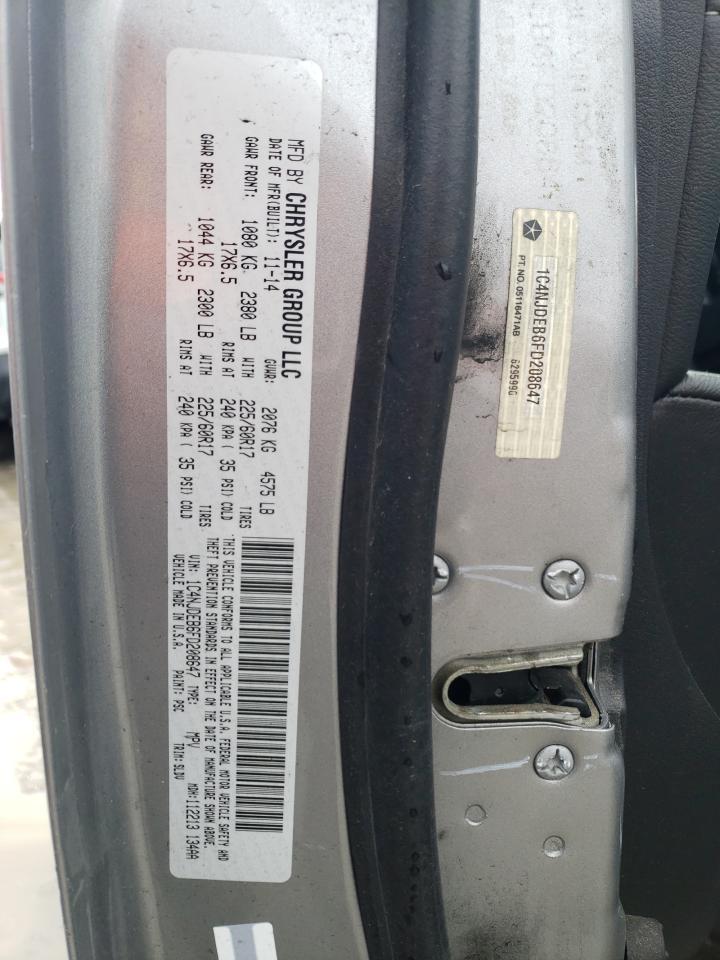 MFD BY CHRYSLER GROUP LLC
DATE OF MFR(BUILT): 11-14 GVWR: 2076 KG 4575 LB
GAWR FRONT: 1080 KG 2380 LB WITH 225/60R17 TIRES
17X6.5 RIMS AT 240 KPA ( 35 PSI) COLD
GAWR REAR: 1044 KG 2300 LB WITH 225/60R17 TIRES
17X6.5 RIMS AT 240 KPA ( 35 PSI) COLD
THIS VEHICLE CONFORMS TO ALL APPLICABLE U.S.A. FEDERAL MOTOR VEHICLE SAFETY AND
THEFT PREVENTION STANDARDS IN EFFECT ON THE DATE OF MANUFACTURE SHOWN ABOVE.
VIN: 1C4NJDEB6FD208647 TYPE: MPV MDH:112213 134AA
VEHICLE MADE IN U.S.A. PAINT: PSC TRIM: SLDV
1C4NJDEB6FD208647
PT. NO. 05116471AB 629599G